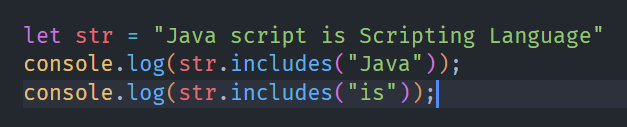 let str = "Java script is Scripting Language"
console.log(str.includes("Java"));
console.log(str.includes("is"));